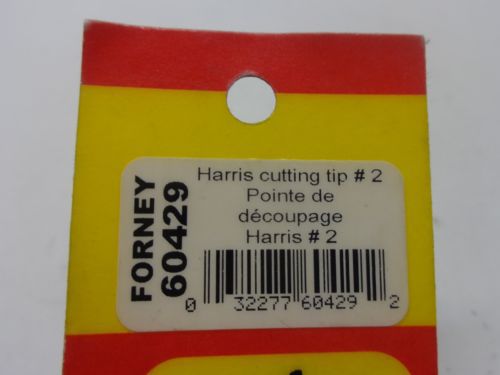 FORNEY
60429
Harris cutting tip # 2
Pointe de
découpage
Harris # 2
0 32277 60429 2